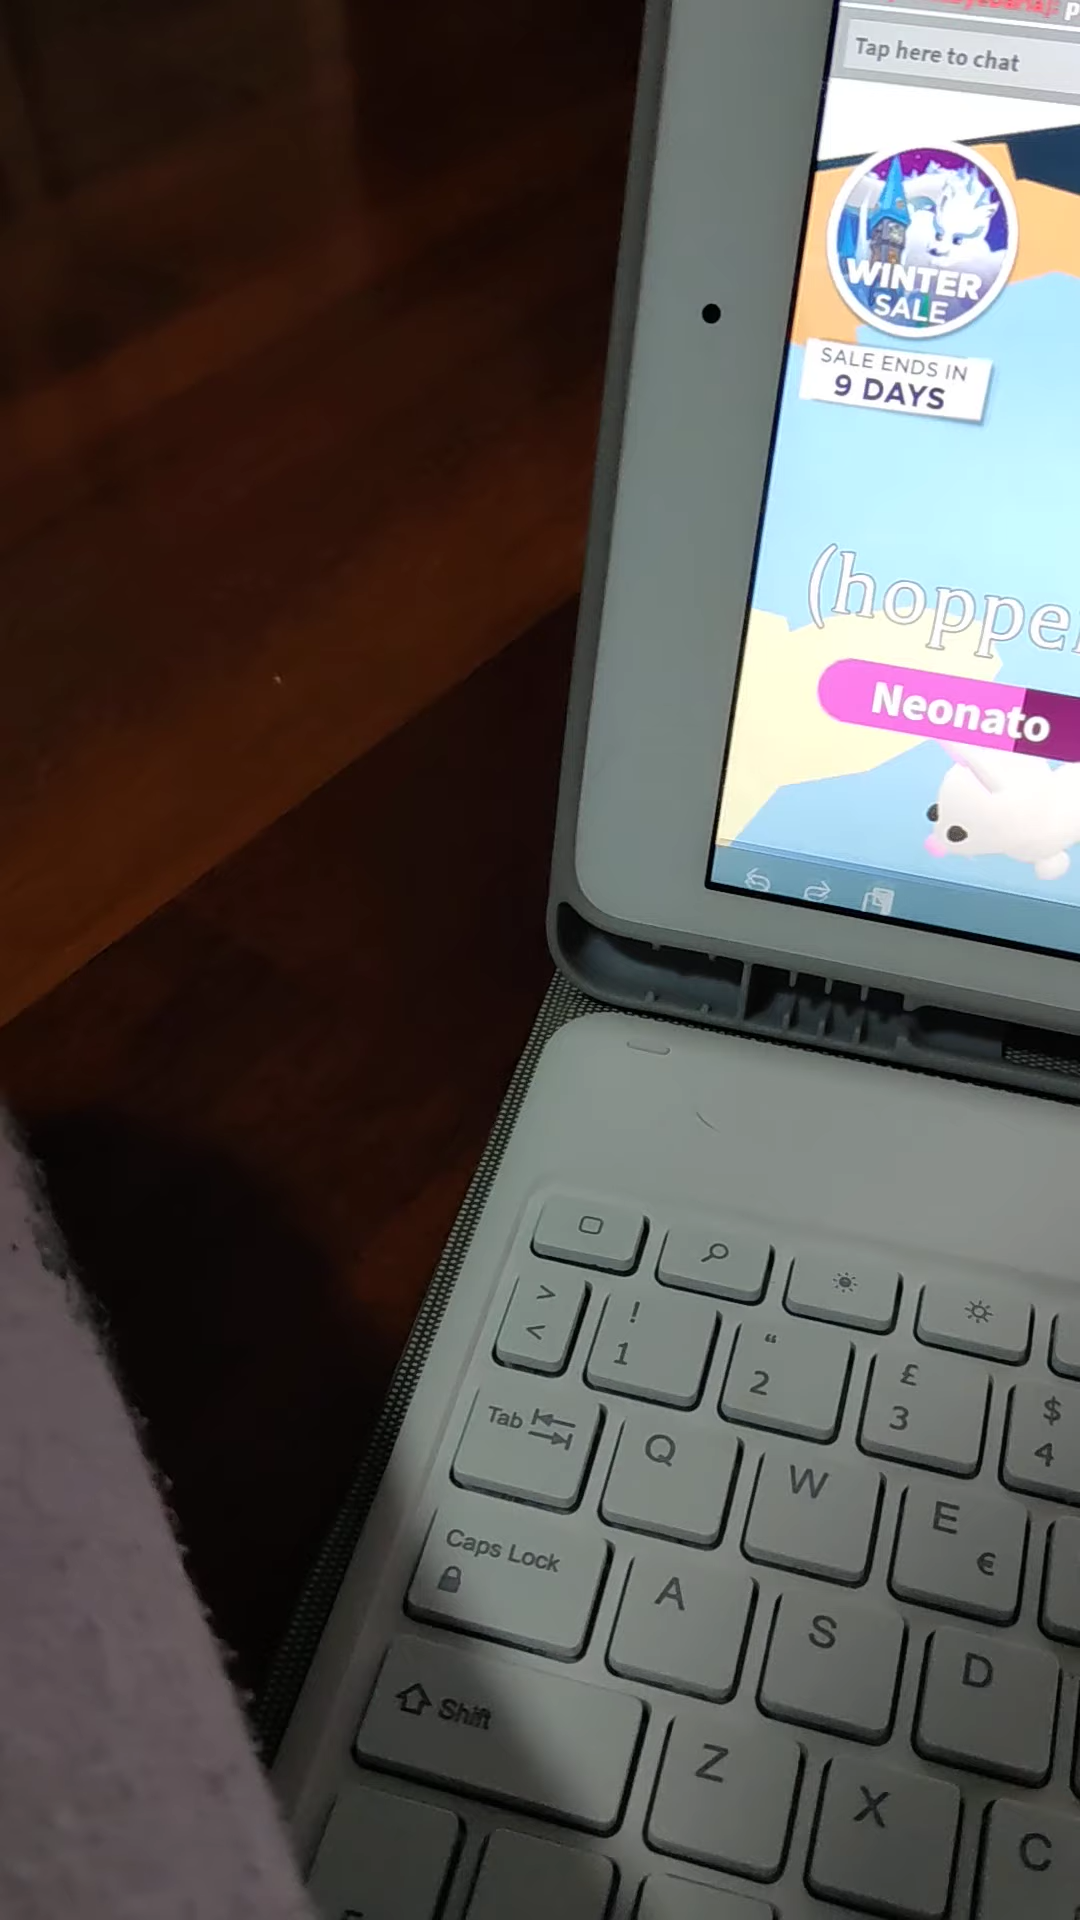 Tap here to chat
WINTER
SALE
SALE ENDS IN
9 DAYS
(hoppe
Neonato
> ! " £ $
< 1 2 3 4
Tab Q W E €
Caps Lock A S D
Shift Z X C